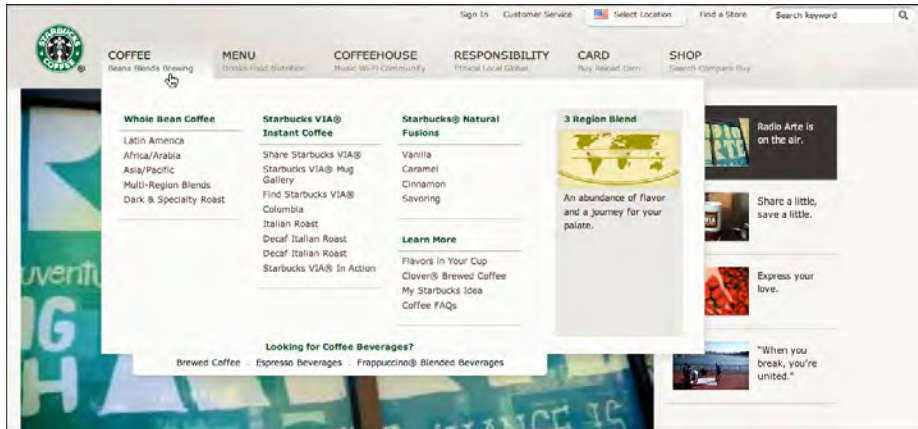 Sign In Customer Service Select Location Find a Store Search keyword
STARBUCKS
COFFEE
COFFEE MENU COFFEEHOUSE RESPONSIBILITY CARD SHOP
Beans Blends Brewing Drinks Food Nutrition Music Wi-Fi Community Ethical Local Global Buy Reload Earn Search Compare Buy
Whole Bean Coffee
Latin America
Africa/Arabia
Asia/Pacific
Multi-Region Blends
Dark & Specialty Roast
Starbucks VIA®
Instant Coffee
Share Starbucks VIA®
Starbucks VIA® Mug
Gallery
Find Starbucks VIA®
Colombia
Italian Roast
Decaf Italian Roast
Decaf Italian Roast
Starbucks VIA® In Action
Starbucks® Natural
Fusions
Vanilla
Caramel
Cinnamon
Savoring
Learn More
Flavors in Your Cup
Clover® Brewed Coffee
My Starbucks Idea
Coffee FAQs
3 Region Blend
An abundance of flavor
and a journey for your
palate.
Looking for Coffee Beverages?
Brewed Coffee . Espresso Beverages . Frappuccino® Blended Beverages
Radio Arte is
on the air.
Share a little,
save a little.
Express your
love.
"When you
break, you're
united."